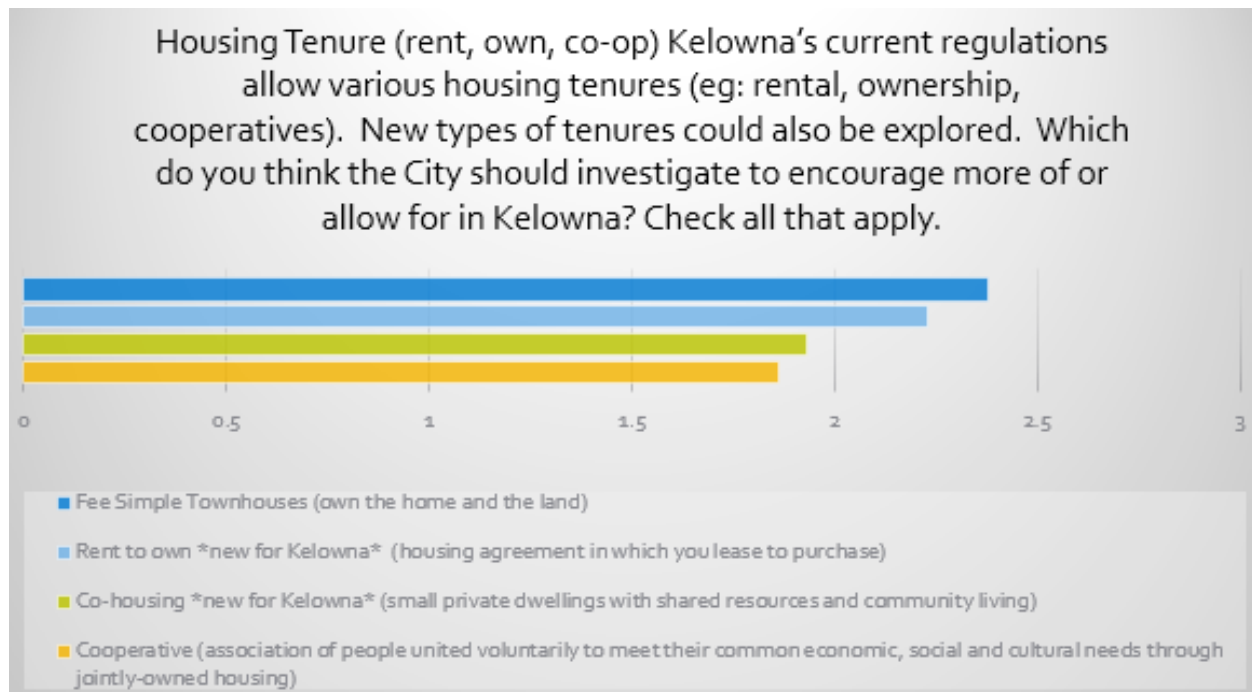 Housing Tenure (rent, own, co-op) Kelowna's current regulations
allow various housing tenures (eg: rental, ownership,
cooperatives).  New types of tenures could also be explored.  Which
do you think the City should investigate to encourage more of or
allow for in Kelowna? Check all that apply.
0 0.5 1 1.5 2 2.5 3
Fee Simple Townhouses (own the home and the land)
Rent to own *new for Kelowna*  (housing agreement in which you lease to purchase)
Co-housing *new for Kelowna* (small private dwellings with shared resources and community living)
Cooperative (association of people united voluntarily to meet their common economic, social and cultural needs through
jointly-owned housing)